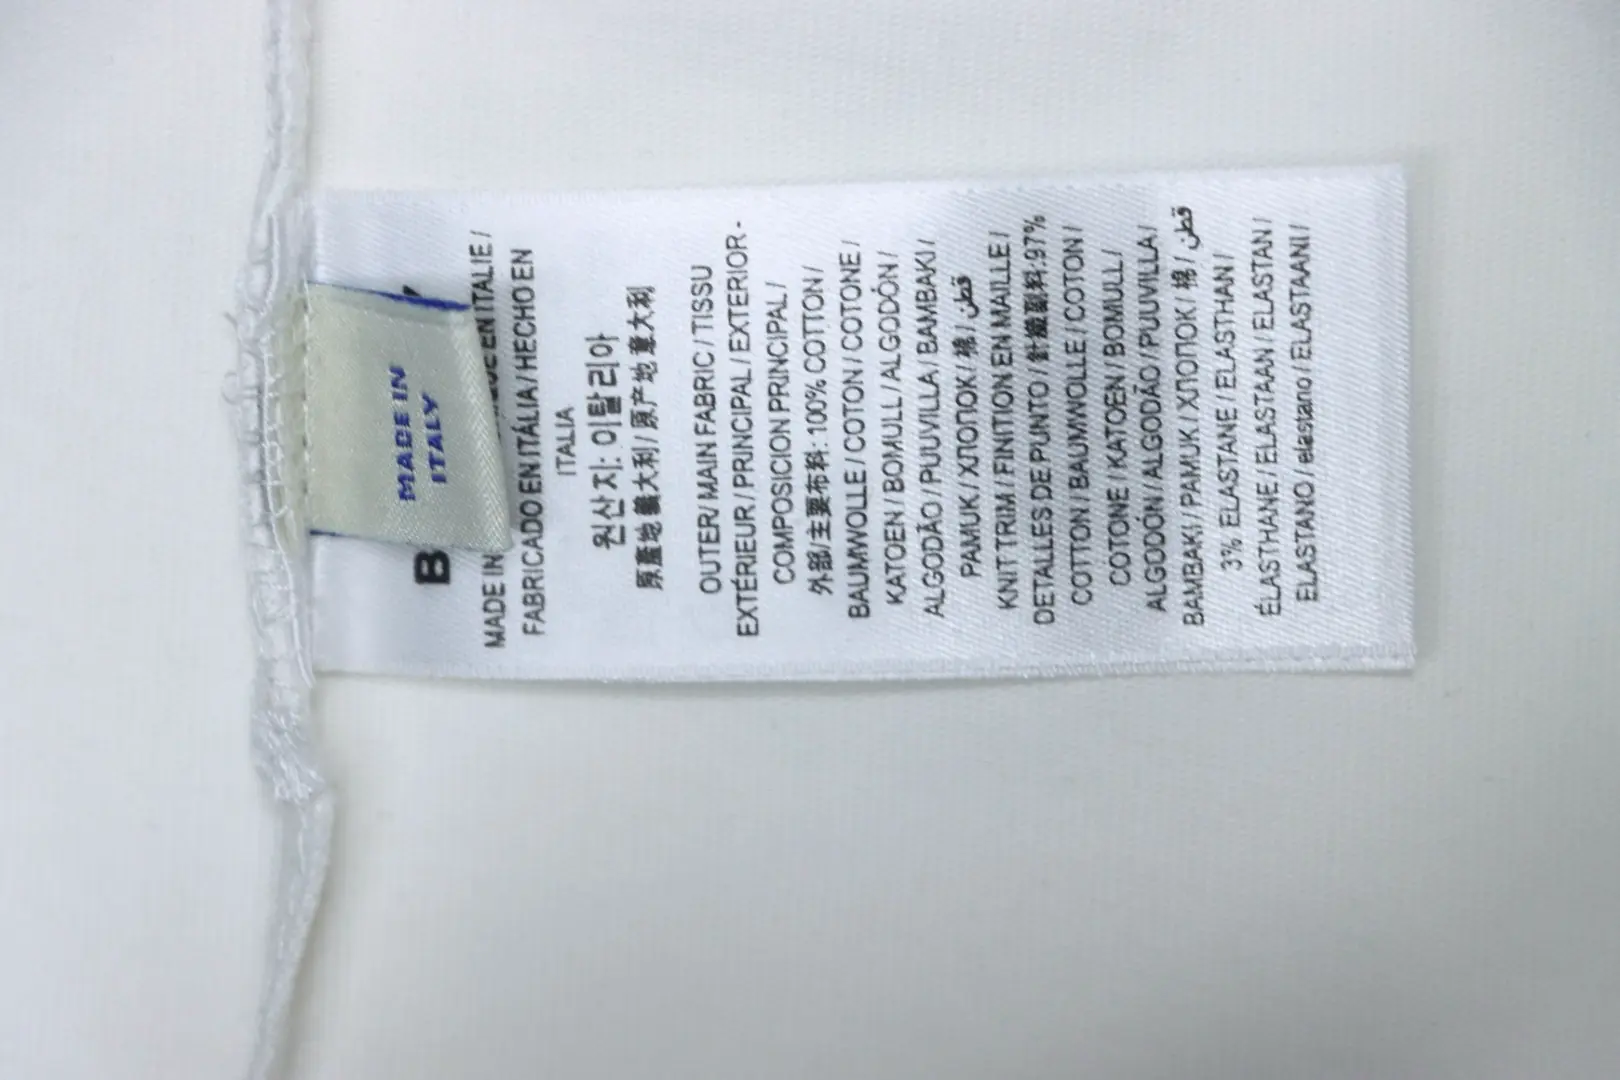 MADE IN
ITALY
B
MADE IN EN ITALIE /
FABRICADO EN ITÁLIA / HECHO EN
ITALIA
원산지: 이탈리아
原產地義大利 / 原产地 意大利
OUTER/ MAIN FABRIC / TISSU
EXTÉRIEUR / PRINCIPAL / EXTERIOR-
COMPOSICION PRINCIPAL /
外部/主要布料: 100% COTTON /
BAUMWOLLE / COTON / COTONE /
KATOEN / BOMULL / ALGODÓN /
ALGODÃO / PUUVILLA / BAMBAKI /
PAMUK / ХЛОПОК / 棉 / قطن
KNIT TRIM / FINITION EN MAILLE /
DETALLES DE PUNTO / 針織副料:97%
COTTON / BAUMWOLLE / COTON /
COTONE / KATOEN / BOMULL /
ALGODÓN / ALGODÃO / PUUVILLA /
BAMBAKI PAMUK / ХЛОПОК / 棉 / قطن
3% ELASTANE / ELASTHAN /
ÉLASTHANE / ELASTAAN / ELASTAN /
ELASTANO / elastano / ELASTAANI /